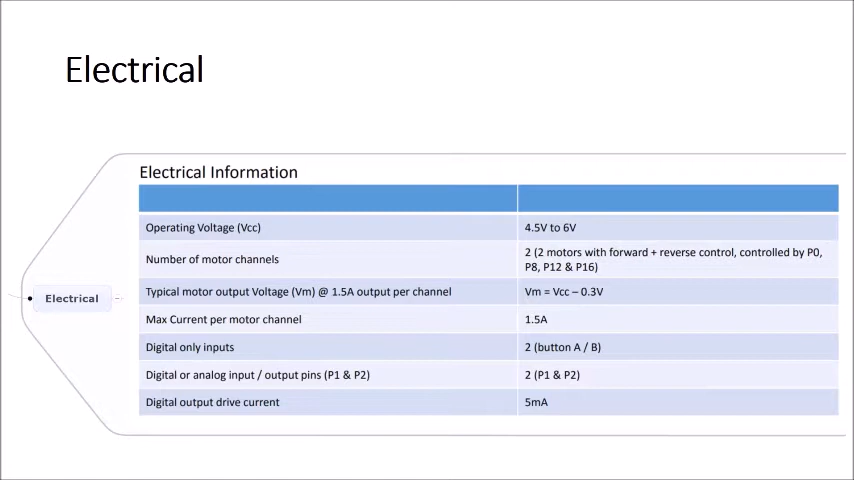 Electrical
Electrical Information
Operating Voltage (Vcc) 4.5V to 6V
Number of motor channels 2 (2 motors with forward + reverse control, controlled by P0,
P8, P12 & P16)
Electrical
Typical motor output Voltage (Vm) @ 1.5A output per channel Vm = Vcc – 0.3V
Max Current per motor channel 1.5A
Digital only inputs 2 (button A / B)
Digital or analog input / output pins (P1 & P2) 2 (P1 & P2)
Digital output drive current 5mA